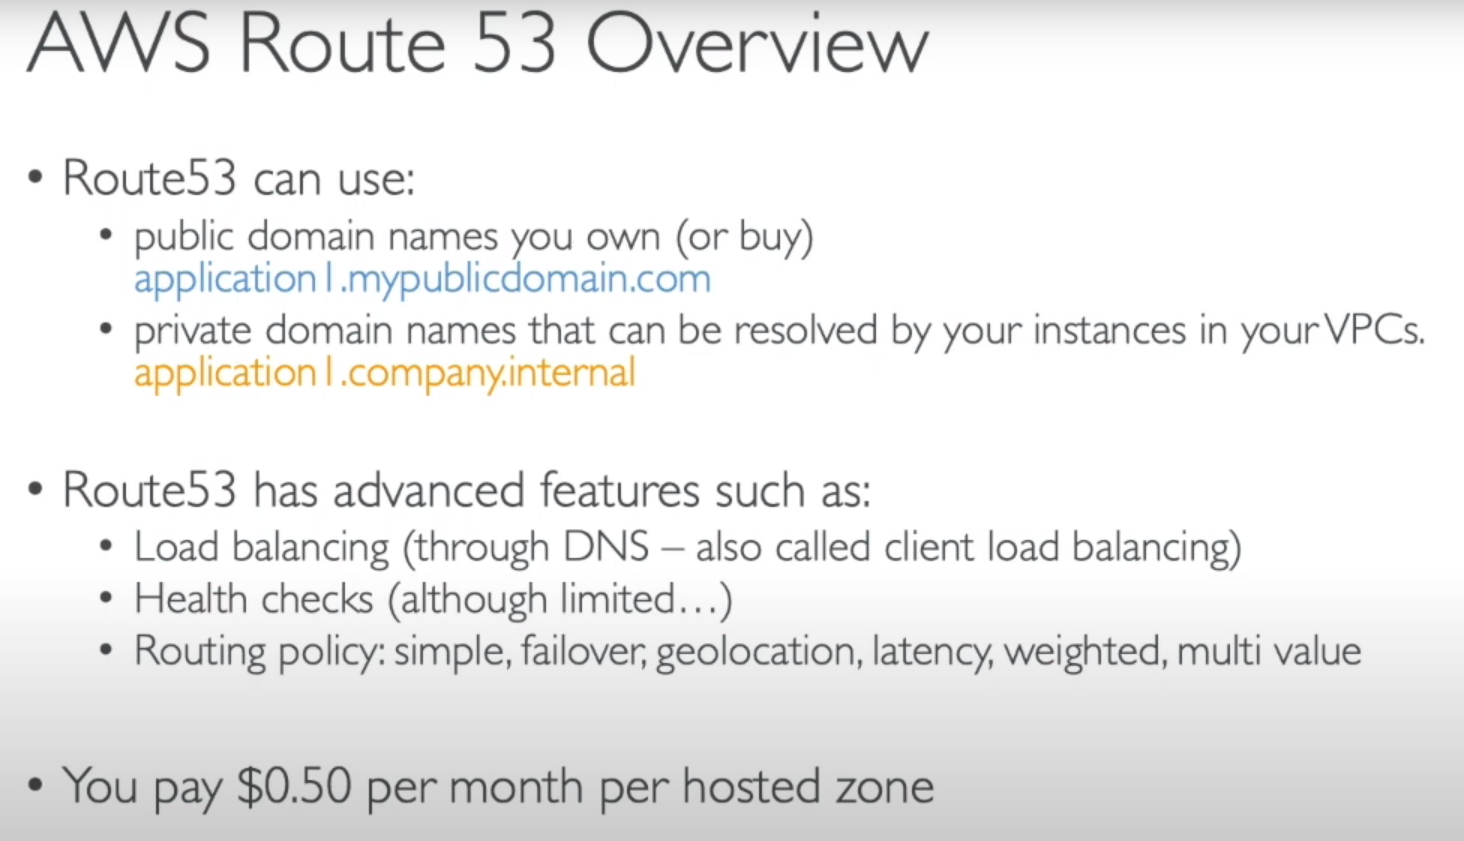 AWS Route 53 Overview
• Route53 can use:
• public domain names you own (or buy)
application1.mypublicdomain.com
• private domain names that can be resolved by your instances in your VPCs.
application1.company.internal
• Route53 has advanced features such as:
• Load balancing (through DNS – also called client load balancing)
• Health checks (although limited…)
• Routing policy: simple, failover, geolocation, latency, weighted, multi value
• You pay $0.50 per month per hosted zone